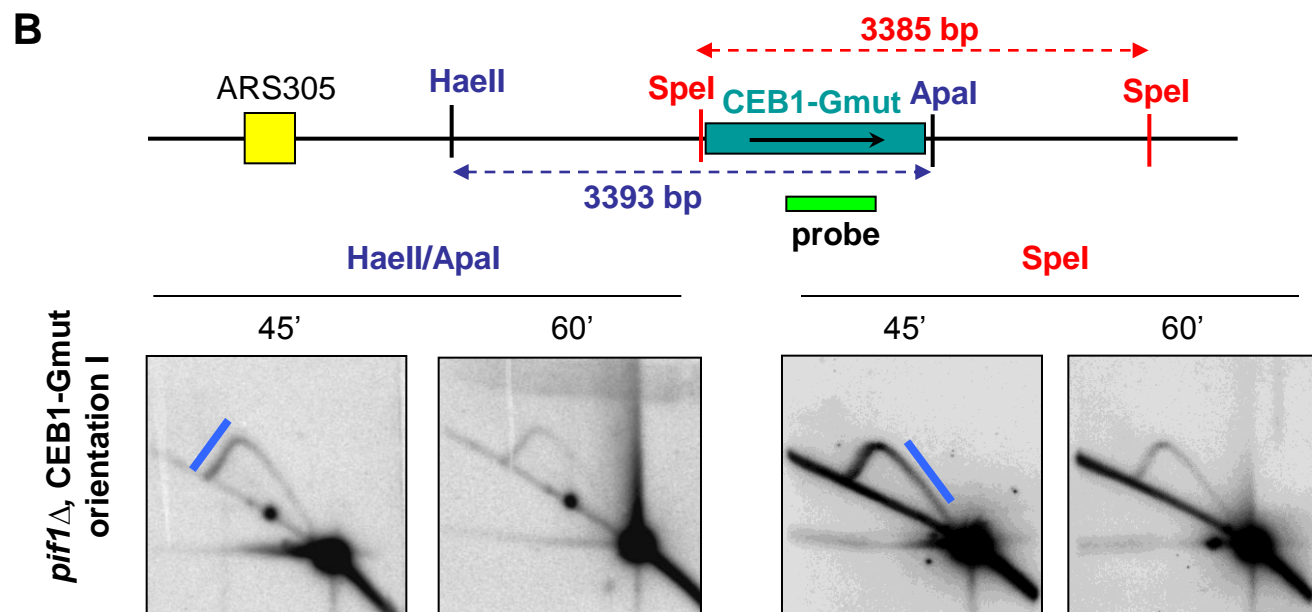 B
3385 bp
ARS305
HaeII
SpeI
CEB1-Gmut
ApaI
SpeI
3393 bp
probe
HaeII/ApaI
SpeI
45’
60’
45’
60’
pif1Δ, CEB1-Gmut
orientation I